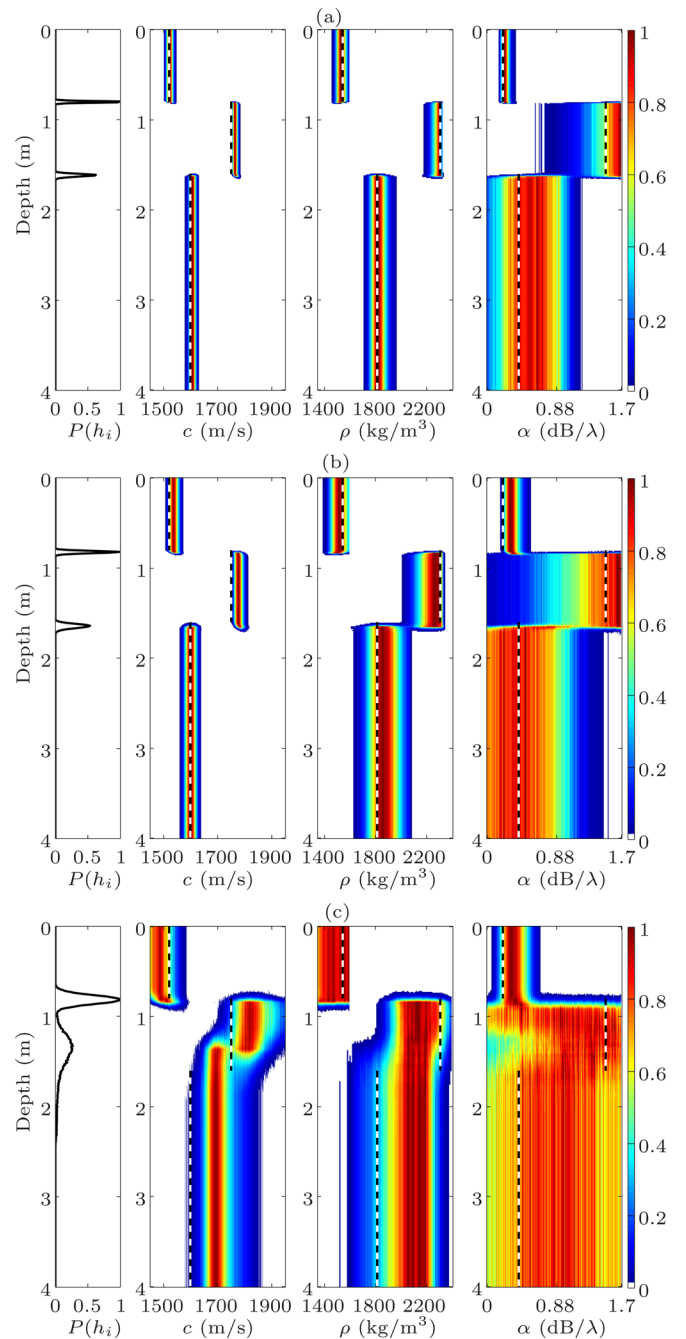 (a)
0
1
2
3
4
Depth (m)
0 0.5 1
P(h_i)
1500 1700 1900
c (m/s)
1400 1800 2200
ρ (kg/m³)
0 0.88 1.7
α (dB/λ)
1
0.8
0.6
0.4
0.2
0
(b)
0
1
2
3
4
Depth (m)
0 0.5 1
P(h_i)
1500 1700 1900
c (m/s)
1400 1800 2200
ρ (kg/m³)
0 0.88 1.7
α (dB/λ)
1
0.8
0.6
0.4
0.2
0
(c)
0
1
2
3
4
Depth (m)
0 0.5 1
P(h_i)
1500 1700 1900
c (m/s)
1400 1800 2200
ρ (kg/m³)
0 0.88 1.7
α (dB/λ)
1
0.8
0.6
0.4
0.2
0